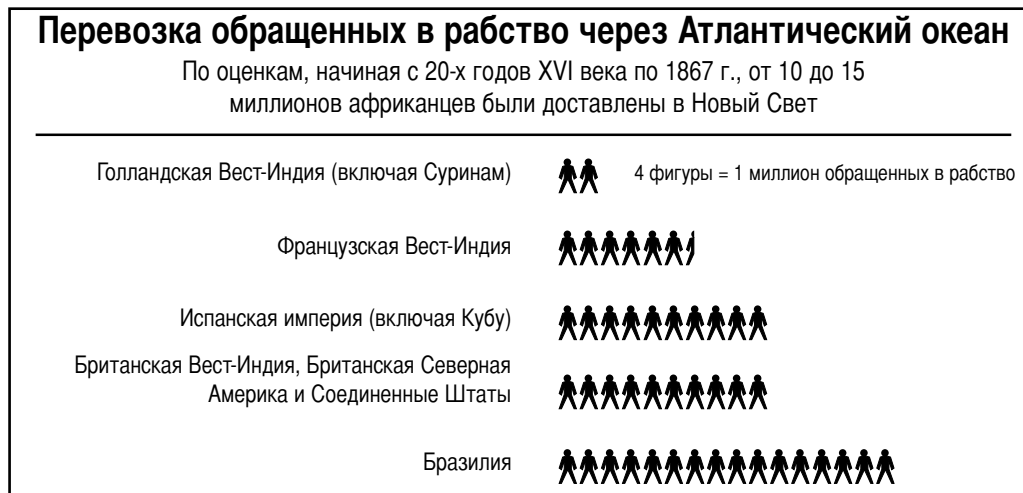 Перевозка обращенных в рабство через Атлантический океан
По оценкам, начиная с 20-х годов XVI века по 1867 г., от 10 до 15
миллионов африканцев были доставлены в Новый Свет
Голландская Вест-Индия (включая Суринам)
4 фигуры = 1 миллион обращенных в рабство
Французская Вест-Индия
Испанская империя (включая Кубу)
Британская Вест-Индия, Британская Северная
Америка и Соединенные Штаты
Бразилия